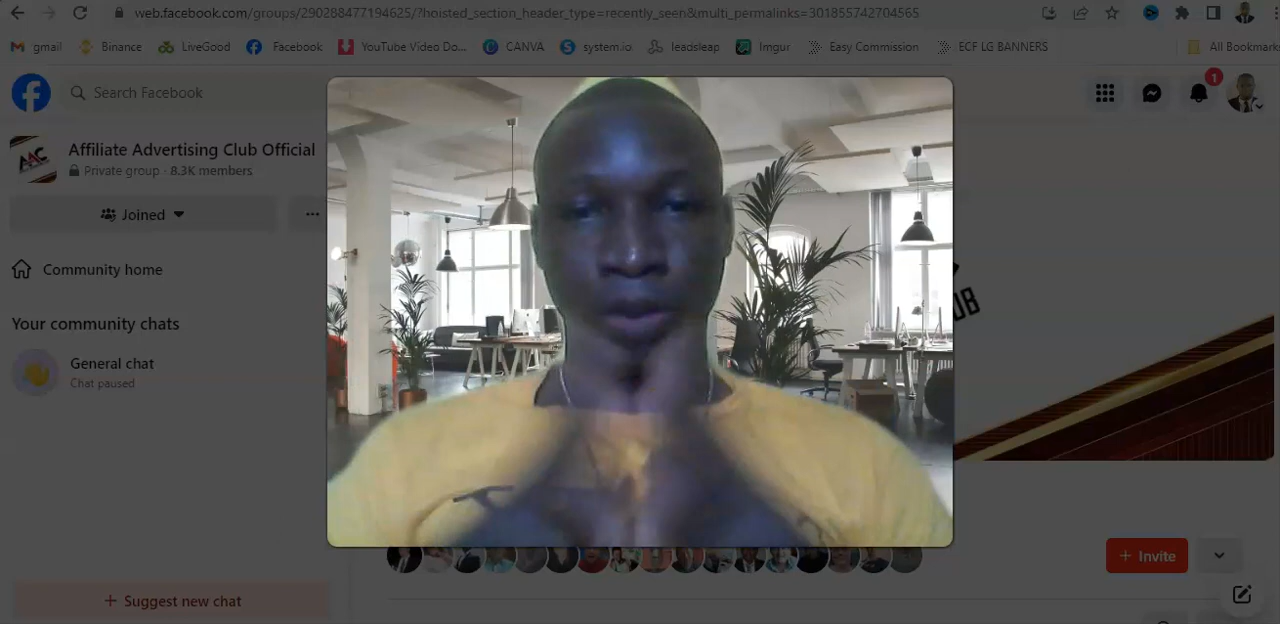 web.facebook.com/groups/290288477194625/?hoisted_section_header_type=recently_seen&multi_permalinks=301855742704565
gmail Binance LiveGood Facebook YouTube Video Do... CANVA system.io leadsleap Imgur Easy Commission ECF LG BANNERS All Bookmark
Search Facebook
1
AAC
Affiliate Advertising Club Official
Private group · 8.3K members
Joined
Community home
Your community chats
General chat
Chat paused
+ Invite
+ Suggest new chat